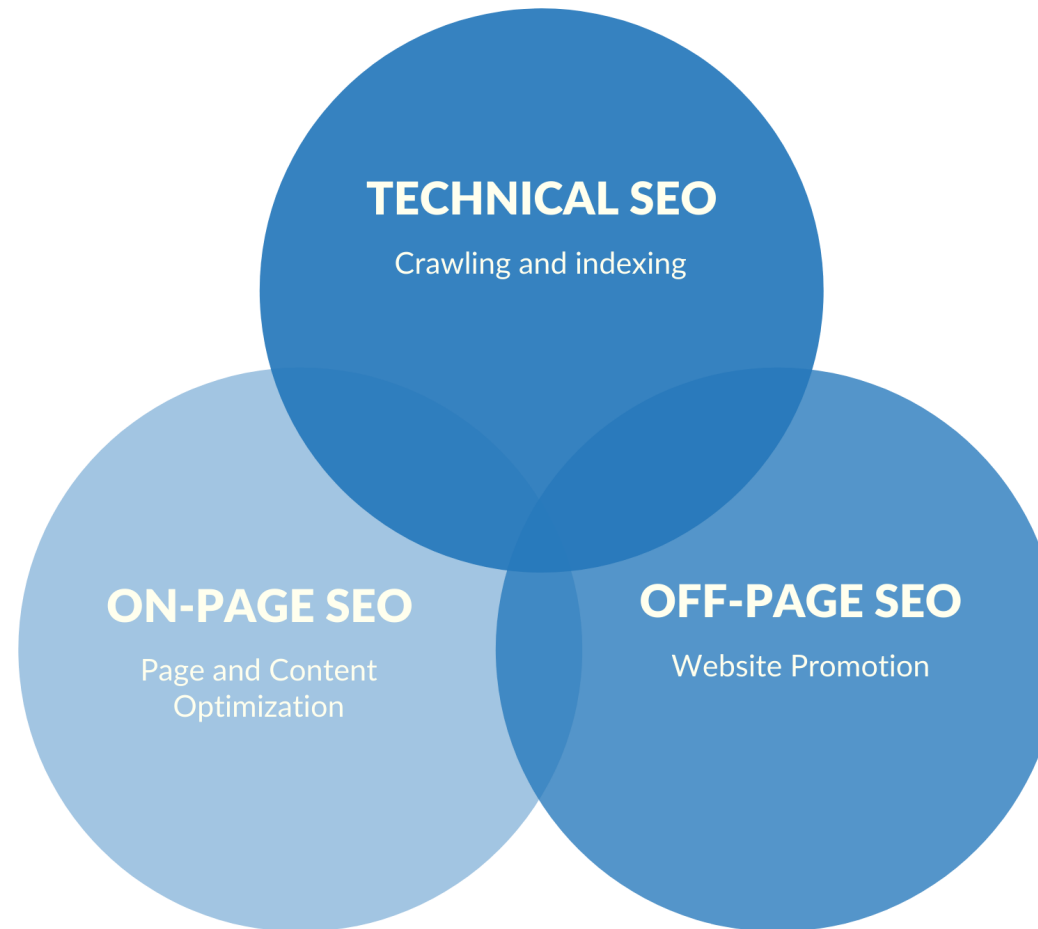 TECHNICAL SEO
Crawling and indexing
ON-PAGE SEO
Page and Content
Optimization
OFF-PAGE SEO
Website Promotion